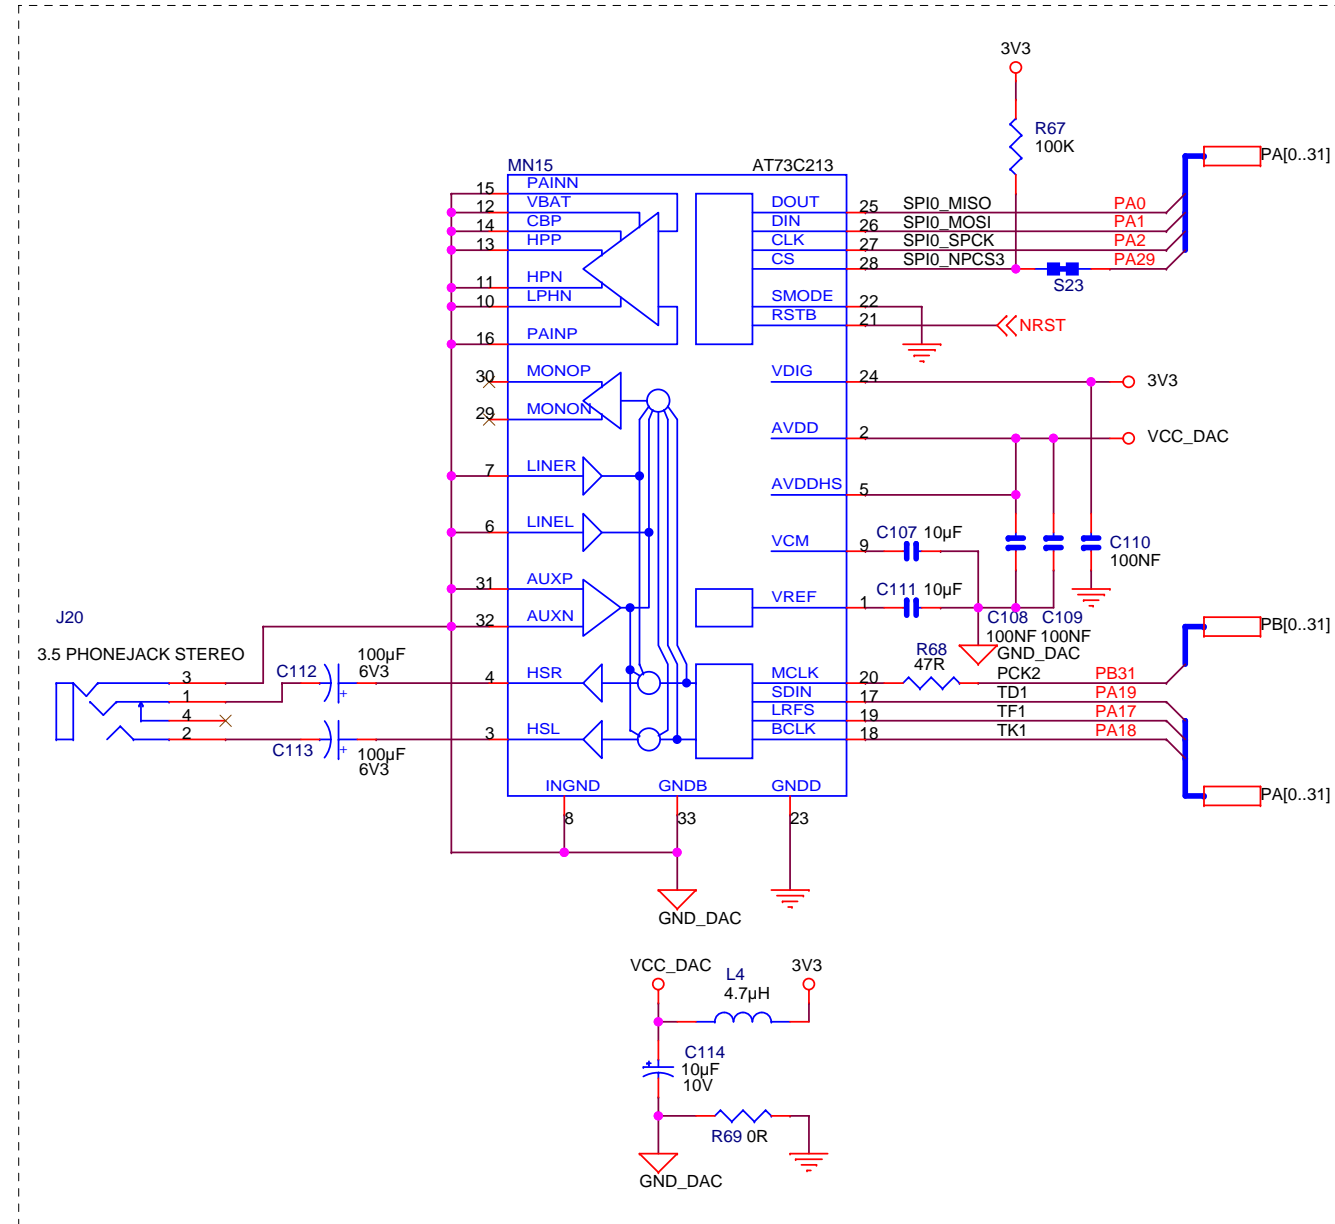 3V3
R67
100K
PA[0..31]
MN15
AT73C213
15 PAINN
12 VBAT
14 CBP
13 HPP
11 HPN
10 LPHN
16 PAINP
30 MONOP
29 MONON
7 LINER
6 LINEL
31 AUXP
32 AUXN
4 HSR
3 HSL
DOUT 25 SPI0_MISO PA0
DIN 26 SPI0_MOSI PA1
CLK 27 SPI0_SPCK PA2
CS 28 SPI0_NPCS3 PA29
S23
SMODE 22
RSTB 21 NRST
VDIG 24 3V3
AVDD 2 VCC_DAC
AVDDHS 5
VCM 9 C107 10µF
C110
100NF
VREF 1 C111 10µF
C108 C109
100NF 100NF
GND_DAC
PB[0..31]
R68
47R
MCLK 20 PCK2 PB31
SDIN 17 TD1 PA19
LRFS 19 TF1 PA17
BCLK 18 TK1 PA18
PA[0..31]
J20
3.5 PHONEJACK STEREO
3
1
4
2
C112 100µF
6V3
+
C113 100µF
6V3
+
INGND GNDB GNDD
8 33 23
GND_DAC
VCC_DAC 3V3
L4
4.7µH
+
C114
10µF
10V
R69 0R
GND_DAC